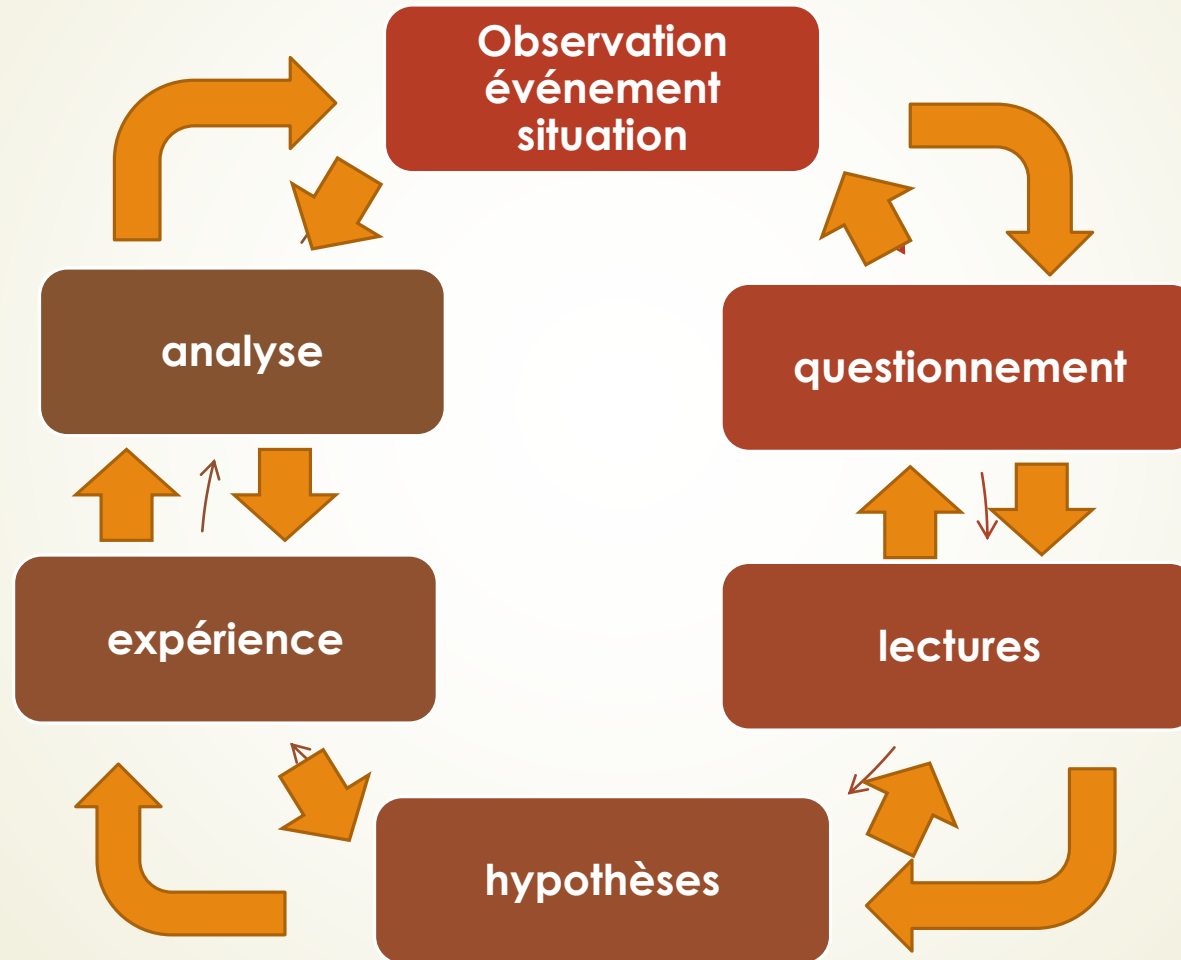 Observation
événement
situation
analyse
questionnement
expérience
lectures
hypothèses